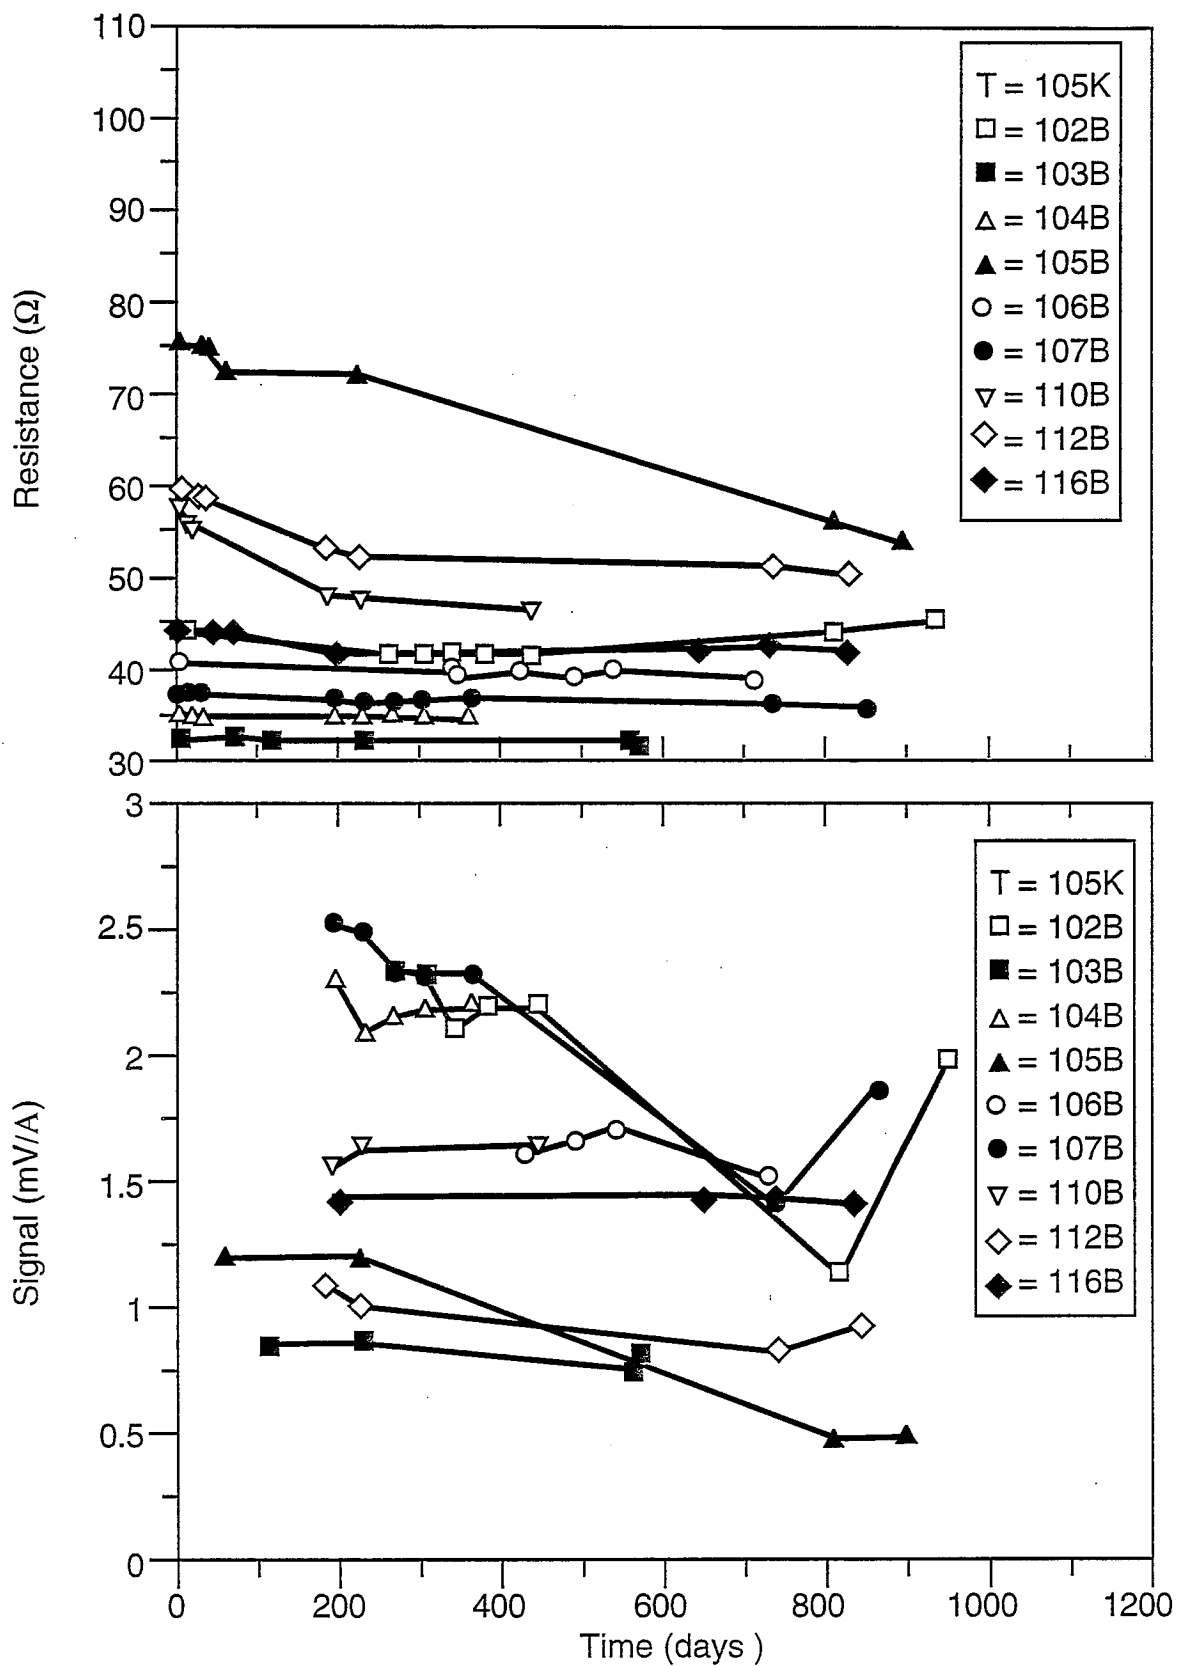 110
100
90
80
70
60
50
40
30
Resistance (Ω)
T = 105K
= 102B
= 103B
= 104B
= 105B
= 106B
= 107B
= 110B
= 112B
= 116B
3
2.5
2
1.5
1
0.5
0
Signal (mV/A)
T = 105K
= 102B
= 103B
= 104B
= 105B
= 106B
= 107B
= 110B
= 112B
= 116B
0 200 400 600 800 1000 1200
Time (days )